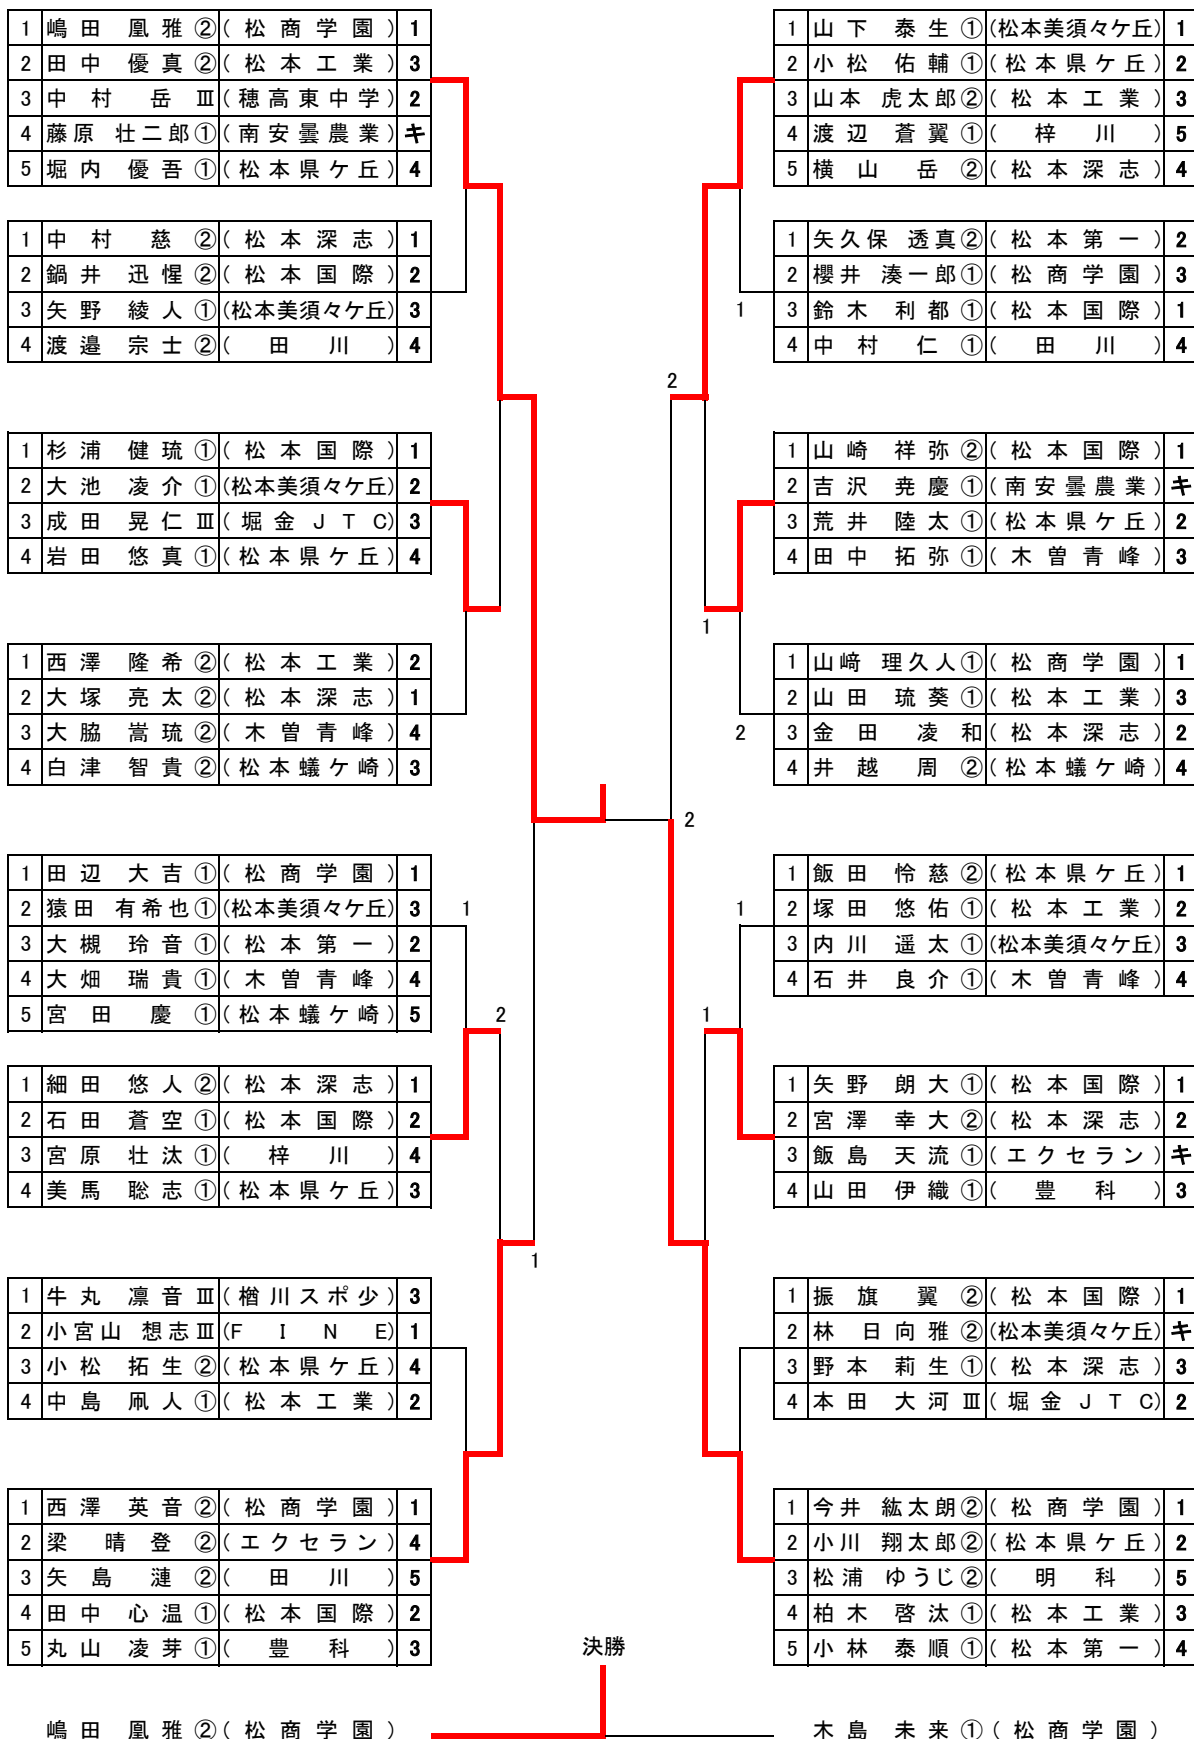 1 嶋田 凰雅②(松商学園) 1
2 田中 優真②(松本工業) 3
3 中村 岳Ⅲ(穂高東中学) 2
4 藤原 壮二郎①(南安曇農業) キ
5 堀内 優吾①(松本県ケ丘) 4
1 中村 慈②(松本深志) 1
2 鍋井 迅惺②(松本国際) 2
3 矢野 綾人①(松本美須々ケ丘) 3
4 渡邉 宗士②(田川) 4
1 杉浦 健琉①(松本国際) 1
2 大池 凌介①(松本美須々ケ丘) 2
3 成田 晃仁Ⅲ(堀金JTC) 3
4 岩田 悠真①(松本県ケ丘) 4
1 西澤 隆希②(松本工業) 2
2 大塚 亮太②(松本深志) 1
3 大脇 嵩琉②(木曽青峰) 4
4 白津 智貴②(松本蟻ケ崎) 3
1 田辺 大吉①(松商学園) 1
2 猿田 有希也①(松本美須々ケ丘) 3
3 大槻 玲音①(松本第一) 2
4 大畑 瑞貴①(木曽青峰) 4
5 宮田 慶①(松本蟻ケ崎) 5
1 細田 悠人②(松本深志) 1
2 石田 蒼空①(松本国際) 2
3 宮原 壮汰①(梓川) 4
4 美馬 聡志①(松本県ケ丘) 3
1 牛丸 凛音Ⅲ(楢川スポ少) 3
2 小宮山 想志Ⅲ(FINE) 1
3 小松 拓生②(松本県ケ丘) 4
4 中島 凧人①(松本工業) 2
1 西澤 英音②(松商学園) 1
2 梁 晴登②(エクセラン) 4
3 矢島 漣②(田川) 5
4 田中 心温①(松本国際) 2
5 丸山 凌芽①(豊科) 3
1
2
1
2
2
1
1
2
1
1
1 山下 泰生①(松本美須々ケ丘) 1
2 小松 佑輔①(松本県ケ丘) 2
3 山本 虎太郎②(松本工業) 3
4 渡辺 蒼翼①(梓川) 5
5 横山 岳②(松本深志) 4
1 矢久保 透真②(松本第一) 2
2 櫻井 湊一郎①(松商学園) 3
3 鈴木 利都①(松本国際) 1
4 中村 仁①(田川) 4
1 山崎 祥弥②(松本国際) 1
2 吉沢 尭慶①(南安曇農業) キ
3 荒井 陸太①(松本県ケ丘) 2
4 田中 拓弥①(木曽青峰) 3
1 山﨑 理久人①(松商学園) 1
2 山田 琉葵①(松本工業) 3
3 金田 凌和(松本深志) 2
4 井越 周②(松本蟻ケ崎) 4
1 飯田 怜慈②(松本県ケ丘) 1
2 塚田 悠佑①(松本工業) 2
3 内川 遥太①(松本美須々ケ丘) 3
4 石井 良介①(木曽青峰) 4
1 矢野 朗大①(松本国際) 1
2 宮澤 幸大②(松本深志) 2
3 飯島 天流①(エクセラン) キ
4 山田 伊織①(豊科) 3
1 振旗 翼②(松本国際) 1
2 林 日向雅②(松本美須々ケ丘) キ
3 野本 莉生①(松本深志) 3
4 本田 大河Ⅲ(堀金JTC) 2
1 今井 紘太朗②(松商学園) 1
2 小川 翔太郎②(松本県ケ丘) 2
3 松浦 ゆうじ②(明科) 5
4 柏木 啓汰①(松本工業) 3
5 小林 泰順①(松本第一) 4
決勝
嶋田 凰雅②(松商学園)
木島 未来①(松商学園)